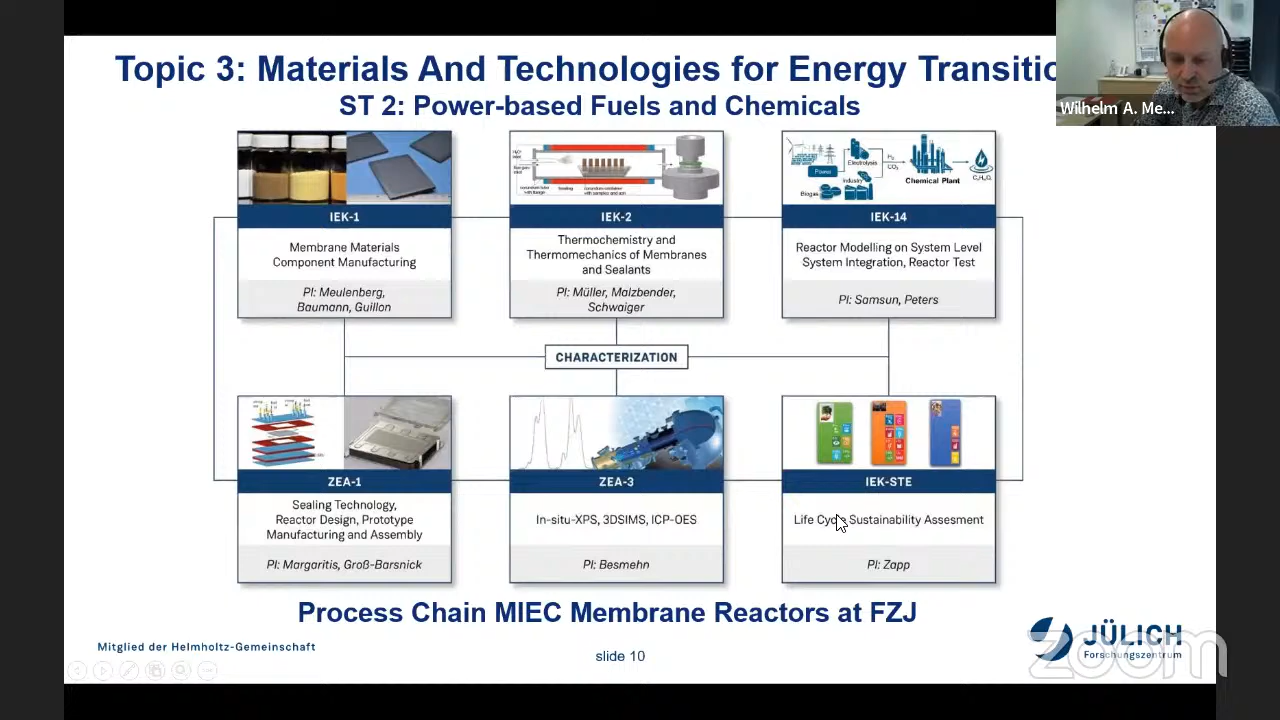 Topic 3: Materials And Technologies for Energy Transitio
ST 2: Power-based Fuels and Chemicals
Wilhelm A. Me...
Electrolysis
H₂
CO₂
Power
Industry
Chemical Plant
Biogas
IEK-1
Membrane Materials
Component Manufacturing
PI: Meulenberg,
Baumann, Guillon
IEK-2
Thermochemistry and
Thermomechanics of Membranes
and Sealants
PI: Müller, Malzbender,
Schwaiger
IEK-14
Reactor Modelling on System Level
System Integration, Reactor Test
PI: Samsun, Peters
CHARACTERIZATION
ZEA-1
Sealing Technology,
Reactor Design, Prototype
Manufacturing and Assembly
PI: Margaritis, Groß-Barsnick
ZEA-3
In-situ-XPS, 3DSIMS, ICP-OES
PI: Besmehn
IEK-STE
Life Cycle Sustainability Assesment
PI: Zapp
Process Chain MIEC Membrane Reactors at FZJ
Mitglied der Helmholtz-Gemeinschaft
slide 10
JÜLICH
Forschungszentrum
zoom